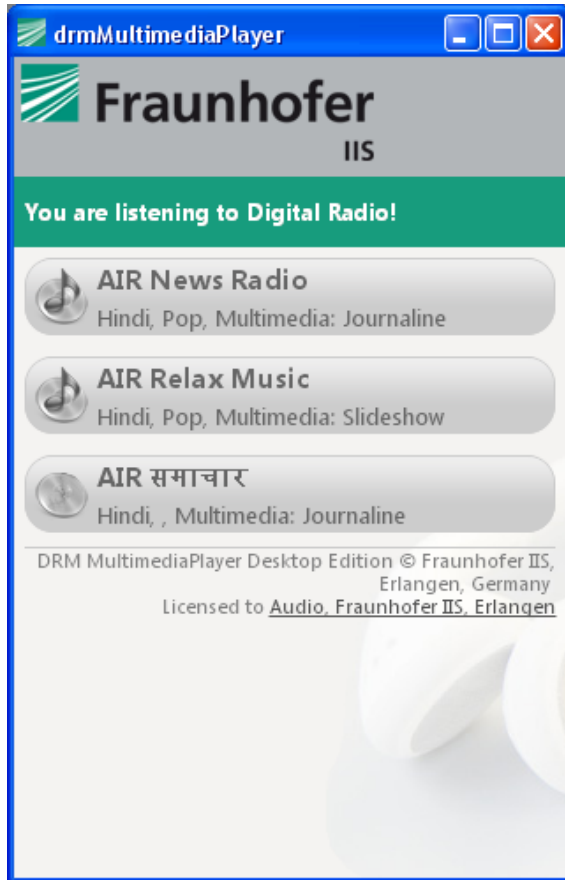 drmMultimediaPlayer
Fraunhofer
IIS
You are listening to Digital Radio!
AIR News Radio
Hindi, Pop, Multimedia: Journaline
AIR Relax Music
Hindi, Pop, Multimedia: Slideshow
AIR समाचार
Hindi, , Multimedia: Journaline
DRM MultimediaPlayer Desktop Edition © Fraunhofer IIS,
Erlangen, Germany
Licensed to Audio, Fraunhofer IIS, Erlangen